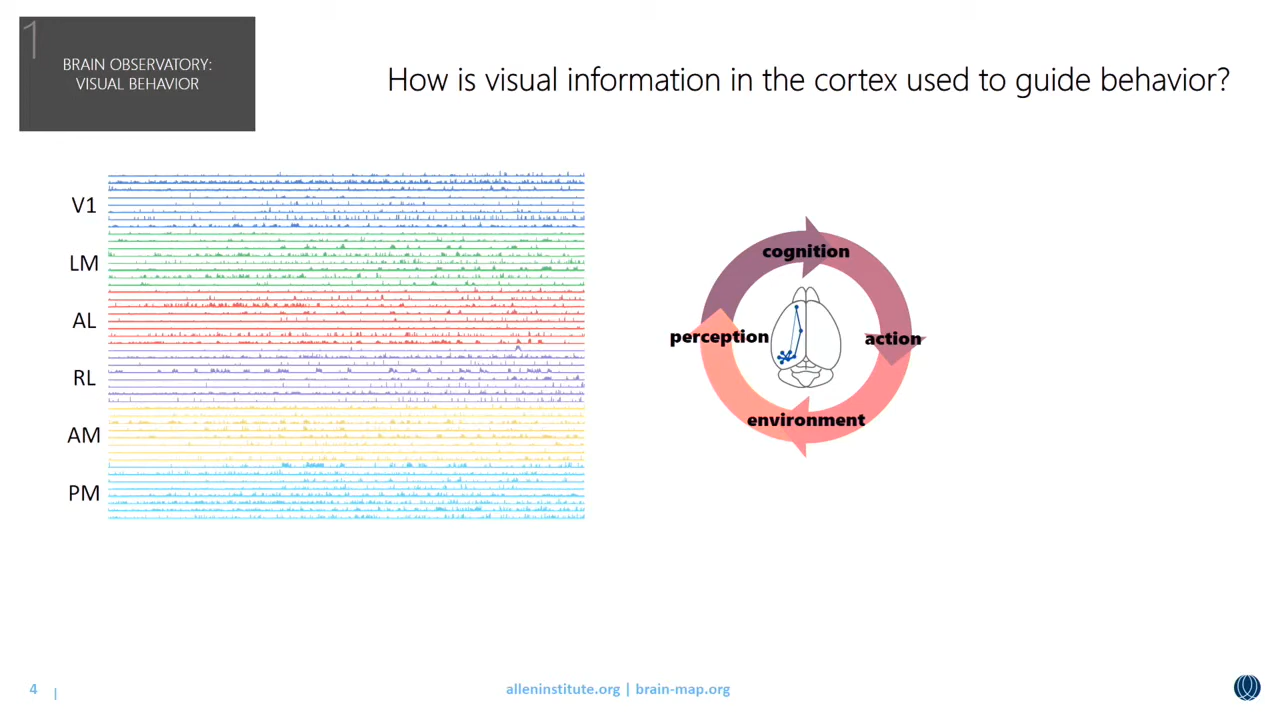 1
BRAIN OBSERVATORY:
VISUAL BEHAVIOR
How is visual information in the cortex used to guide behavior?
V1
LM
AL
RL
AM
PM
cognition
perception
action
environment
4 |
alleninstitute.org | brain-map.org